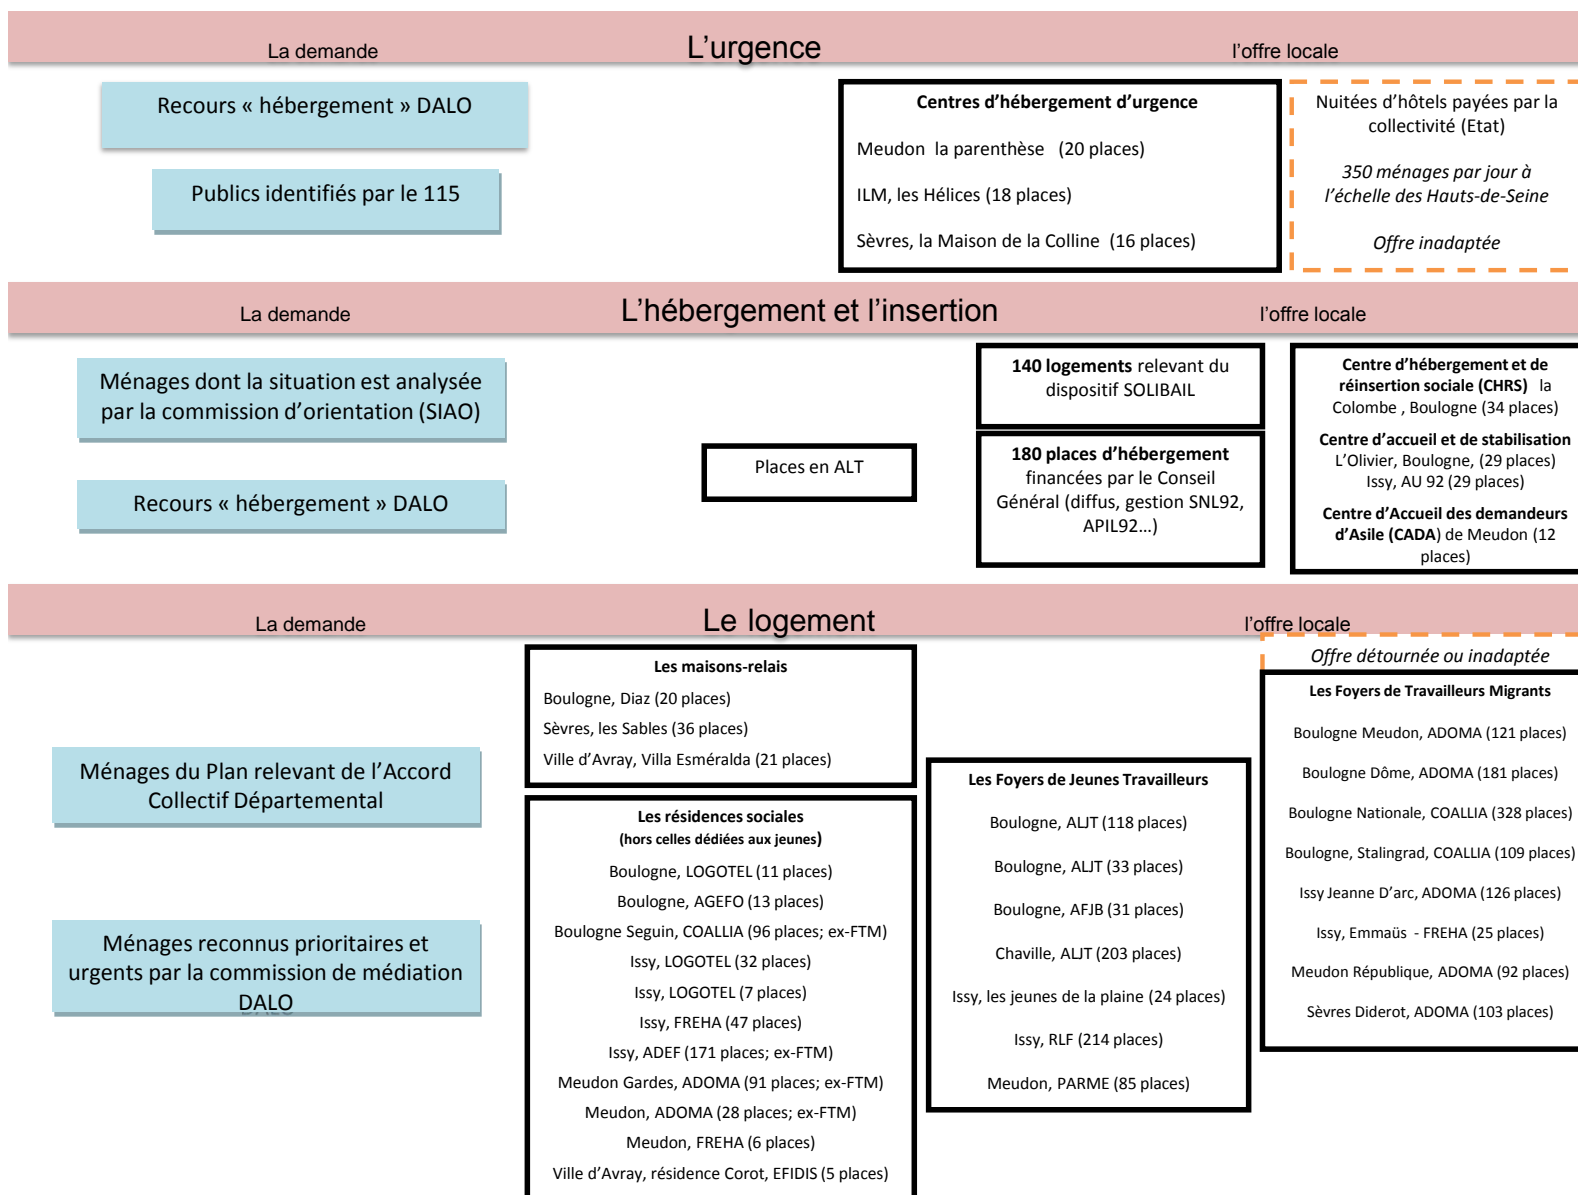 La demande
L'urgence
l'offre locale
Recours « hébergement » DALO
Publics identifiés par le 115
Centres d'hébergement d'urgence
Meudon la parenthèse (20 places)
ILM, les Hélices (18 places)
Sèvres, la Maison de la Colline (16 places)
Nuitées d'hôtels payées par la
collectivité (Etat)
350 ménages par jour à
l'échelle des Hauts-de-Seine
Offre inadaptée
La demande
L'hébergement et l'insertion
l'offre locale
Ménages dont la situation est analysée
par la commission d'orientation (SIAO)
Recours « hébergement » DALO
Places en ALT
140 logements relevant du
dispositif SOLIBAIL
180 places d'hébergement
financées par le Conseil
Général (diffus, gestion SNL92,
APIL92...)
Centre d'hébergement et de
réinsertion sociale (CHRS) la
Colombe , Boulogne (34 places)
Centre d'accueil et de stabilisation
L'Olivier, Boulogne, (29 places)
Issy, AU 92 (29 places)
Centre d'Accueil des demandeurs
d'Asile (CADA) de Meudon (12
places)
La demande
Le logement
l'offre locale
Ménages du Plan relevant de l'Accord
Collectif Départemental
Ménages reconnus prioritaires et
urgents par la commission de médiation
DALO
Les maisons-relais
Boulogne, Diaz (20 places)
Sèvres, les Sables (36 places)
Ville d'Avray, Villa Esméralda (21 places)
Les résidences sociales
(hors celles dédiées aux jeunes)
Boulogne, LOGOTEL (11 places)
Boulogne, AGEFO (13 places)
Boulogne Seguin, COALLIA (96 places; ex-FTM)
Issy, LOGOTEL (32 places)
Issy, LOGOTEL (7 places)
Issy, FREHA (47 places)
Issy, ADEF (171 places; ex-FTM)
Meudon Gardes, ADOMA (91 places; ex-FTM)
Meudon, ADOMA (28 places; ex-FTM)
Meudon, FREHA (6 places)
Ville d'Avray, résidence Corot, EFIDIS (5 places)
Les Foyers de Jeunes Travailleurs
Boulogne, ALJT (118 places)
Boulogne, ALJT (33 places)
Boulogne, AFJB (31 places)
Chaville, ALJT (203 places)
Issy, les jeunes de la plaine (24 places)
Issy, RLF (214 places)
Meudon, PARME (85 places)
Offre détournée ou inadaptée
Les Foyers de Travailleurs Migrants
Boulogne Meudon, ADOMA (121 places)
Boulogne Dôme, ADOMA (181 places)
Boulogne Nationale, COALLIA (328 places)
Boulogne, Stalingrad, COALLIA (109 places)
Issy Jeanne D'arc, ADOMA (126 places)
Issy, Emmaüs - FREHA (25 places)
Meudon République, ADOMA (92 places)
Sèvres Diderot, ADOMA (103 places)